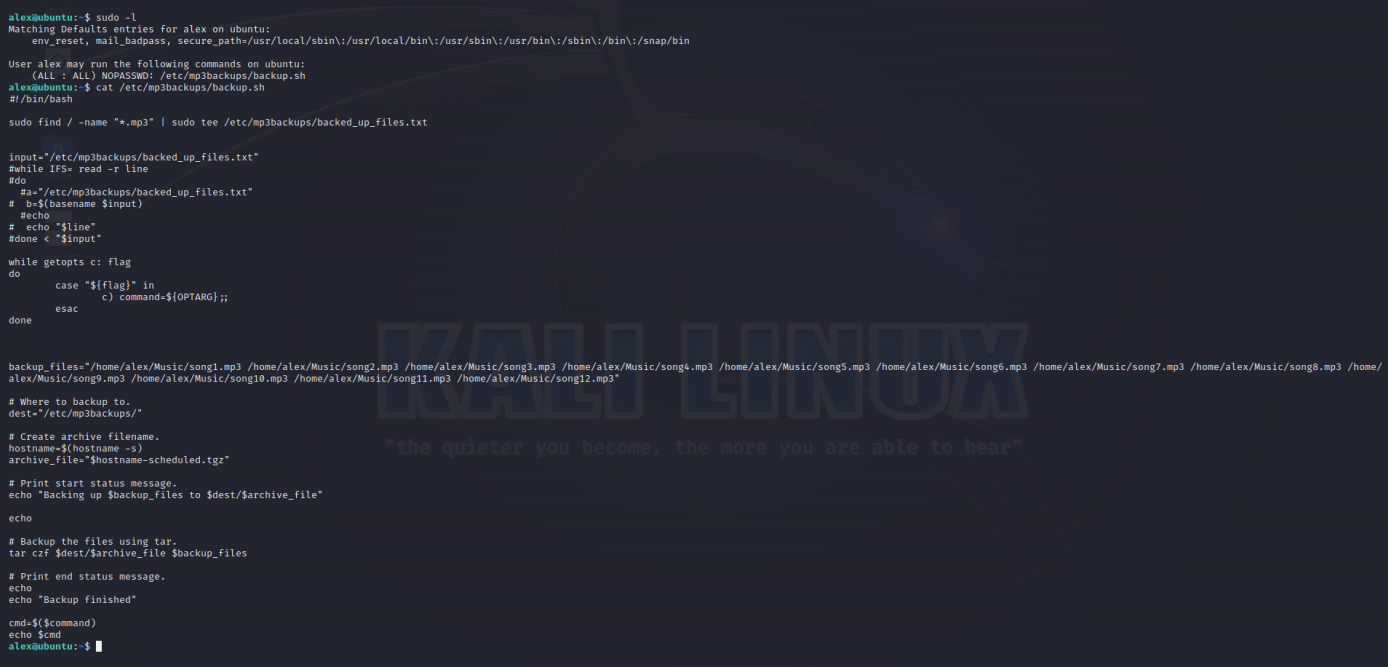 alex@ubuntu:~$ sudo -l
Matching Defaults entries for alex on ubuntu:
    env_reset, mail_badpass, secure_path=/usr/local/sbin\:/usr/local/bin\:/usr/sbin\:/usr/bin\:/sbin\:/bin\:/snap/bin

User alex may run the following commands on ubuntu:
    (ALL : ALL) NOPASSWD: /etc/mp3backups/backup.sh
alex@ubuntu:~$ cat /etc/mp3backups/backup.sh
#!/bin/bash

sudo find / -name "*.mp3" | sudo tee /etc/mp3backups/backed_up_files.txt


input="/etc/mp3backups/backed_up_files.txt"
#while IFS= read -r line
#do
  #a="/etc/mp3backups/backed_up_files.txt"
#  b=$(basename $input)
  #echo
#  echo "$line"
#done < "$input"

while getopts c: flag
do
        case "${flag}" in
                c) command=${OPTARG};;
        esac
done



backup_files="/home/alex/Music/song1.mp3 /home/alex/Music/song2.mp3 /home/alex/Music/song3.mp3 /home/alex/Music/song4.mp3 /home/alex/Music/song5.mp3 /home/alex/Music/song6.mp3 /home/alex/Music/song7.mp3 /home/alex/Music/song8.mp3 /home/
alex/Music/song9.mp3 /home/alex/Music/song10.mp3 /home/alex/Music/song11.mp3 /home/alex/Music/song12.mp3"

# Where to backup to.
dest="/etc/mp3backups/"

# Create archive filename.
hostname=$(hostname -s)
archive_file="$hostname-scheduled.tgz"

# Print start status message.
echo "Backing up $backup_files to $dest/$archive_file"

echo

# Backup the files using tar.
tar czf $dest/$archive_file $backup_files

# Print end status message.
echo
echo "Backup finished"

cmd=$($command)
echo $cmd
alex@ubuntu:~$
KALI LINUX
"the quieter you become, the more you are able to hear"